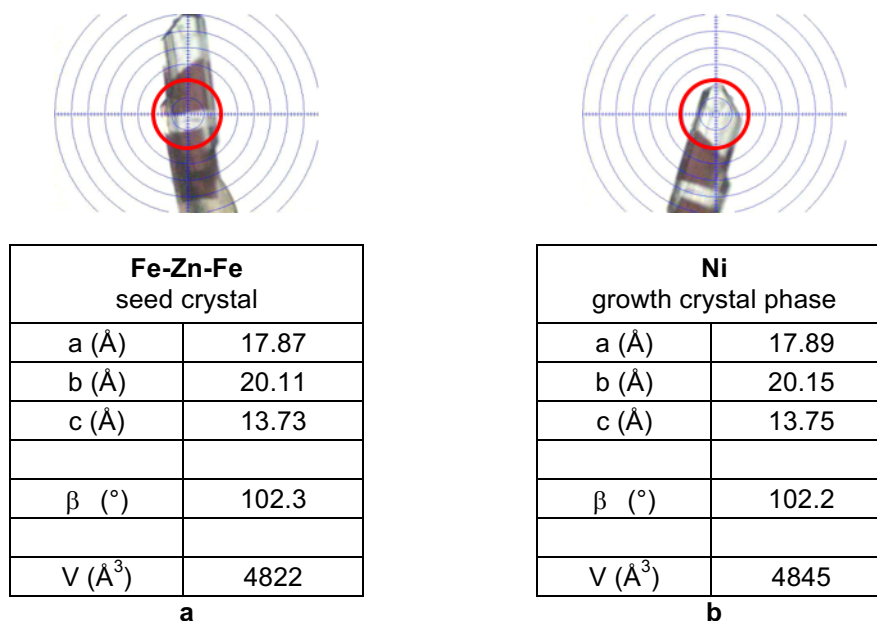 Fe-Zn-Fe
seed crystal
a (Å) 17.87
b (Å) 20.11
c (Å) 13.73
β (°) 102.3
V (Å³) 4822
a
Ni
growth crystal phase
a (Å) 17.89
b (Å) 20.15
c (Å) 13.75
β (°) 102.2
V (Å³) 4845
b